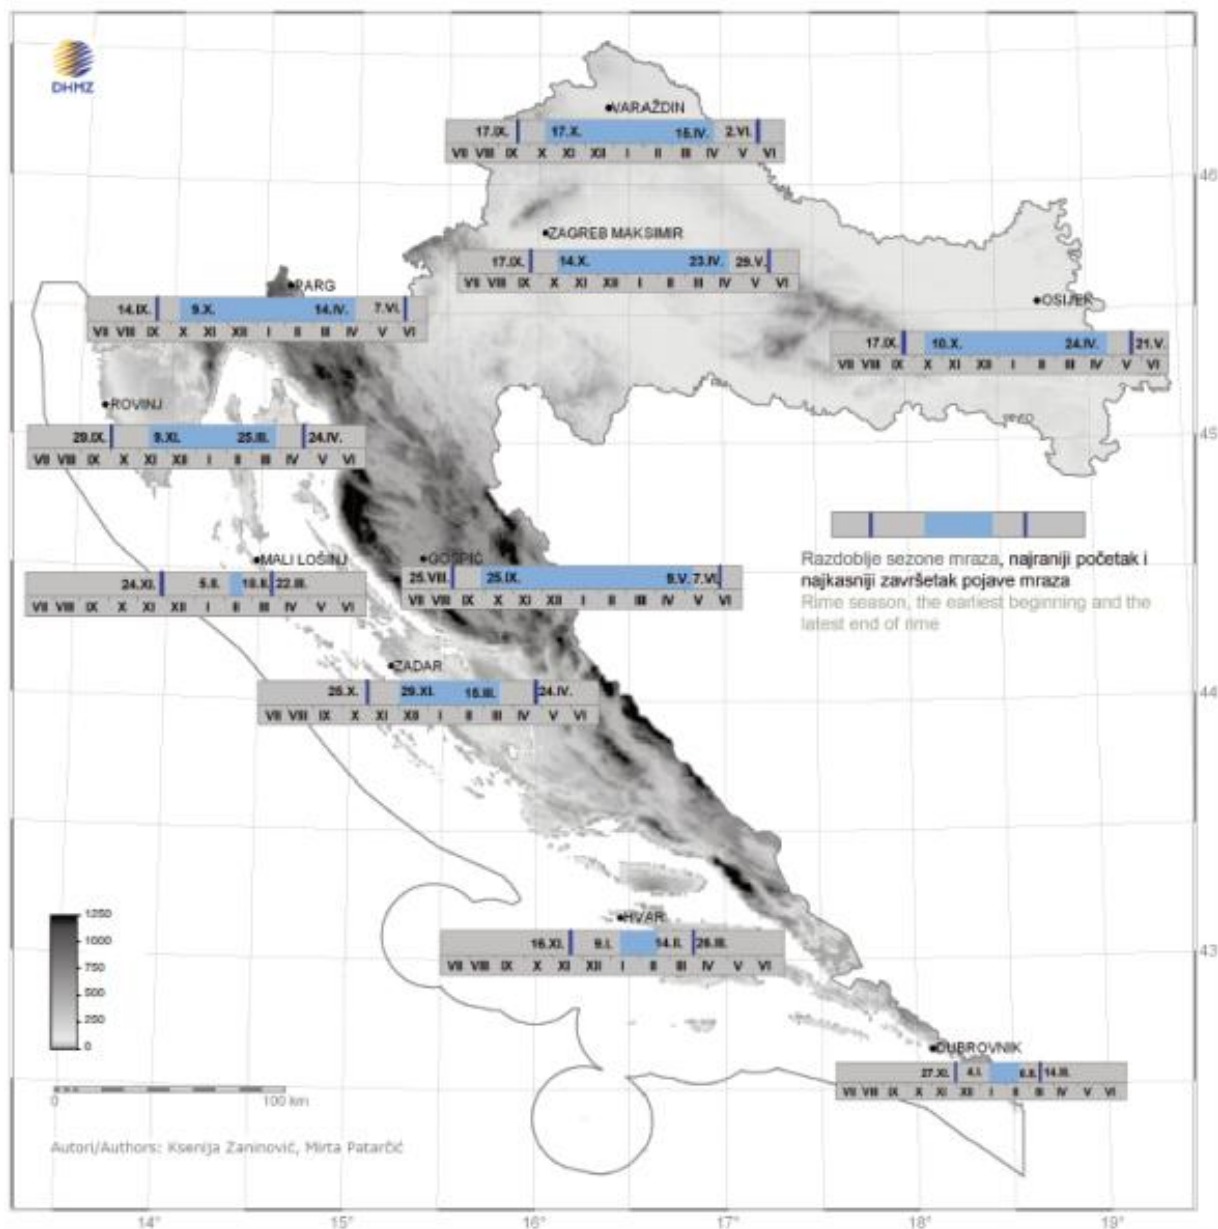 DHMZ
VARAŽDIN
17.IX. 17.X. 15.IV. 2.VI.
VII VIII IX X XI XII I II III IV V VI
46
ZAGREB MAKSIMIR
17.IX. 14.X. 23.IV. 29.V.
VII VIII IX X XI XII I II III IV V VI
PARG
14.IX. 9.X. 14.IV. 7.VI.
VII VIII IX X XI XII I II III IV V VI
OSIJEK
17.IX. 10.X. 24.IV. 21.V.
VII VIII IX X XI XII I II III IV V VI
ROVINJ
29.IX. 9.XI. 25.III. 24.IV.
VII VIII IX X XI XII I II III IV V VI
45
MALI LOŠINJ
24.XI. 5.II. 18.II. 22.III.
VII VIII IX X XI XII I II III IV V VI
GOSPIĆ
25.VIII. 25.IX. 9.V. 7.VI.
VII VIII IX X XI XII I II III IV V VI
Razdoblje sezone mraza, najraniji početak i
najkasniji završetak pojave mraza
Rime season, the earliest beginning and the
latest end of rime
ZADAR
25.X. 29.XI. 15.III. 24.IV.
VII VIII IX X XI XII I II III IV V VI
44
HVAR
16.XI. 9.I. 14.II. 26.III.
VII VIII IX X XI XII I II III IV V VI
43
1250
1000
750
500
250
0
DUBROVNIK
27.XI. 4.I. 14.III.
VII VIII IX X XI XII I II III IV V VI
0 100 km
Autori/Authors: Ksenija Zaninović, Mirta Patarčić
14° 15° 16° 17° 18° 19°